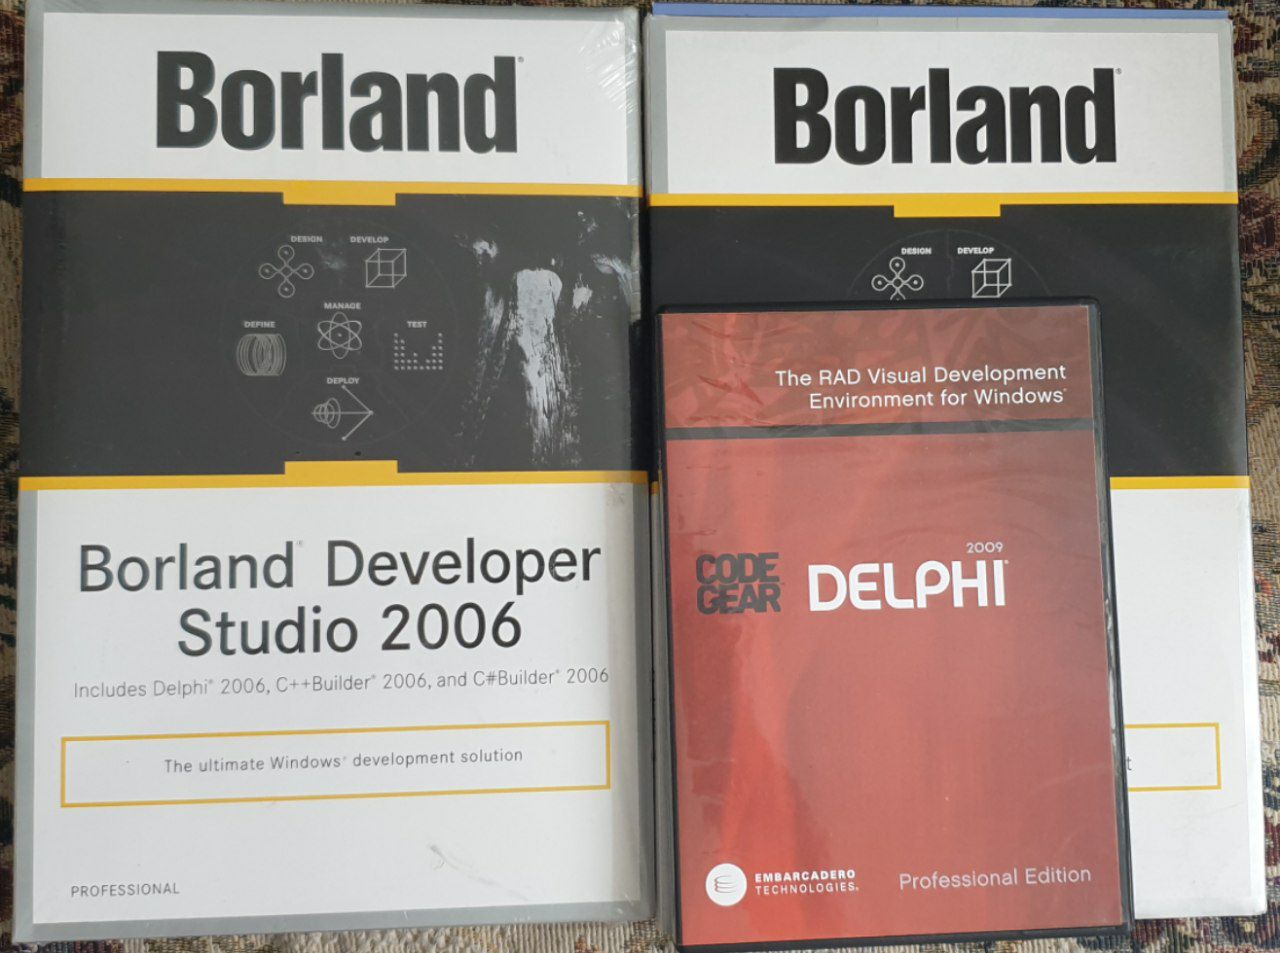 Borland®
DESIGN DEVELOP
MANAGE
DEFINE TEST
DEPLOY
Borland® Developer
Studio 2006
Includes Delphi® 2006, C++Builder® 2006, and C#Builder® 2006
The ultimate Windows® development solution
PROFESSIONAL
Borland®
DESIGN DEVELOP
The RAD Visual Development
Environment for Windows®
CODE
GEAR™
2009
DELPHI®
EMBARCADERO
TECHNOLOGIES®
Professional Edition
t